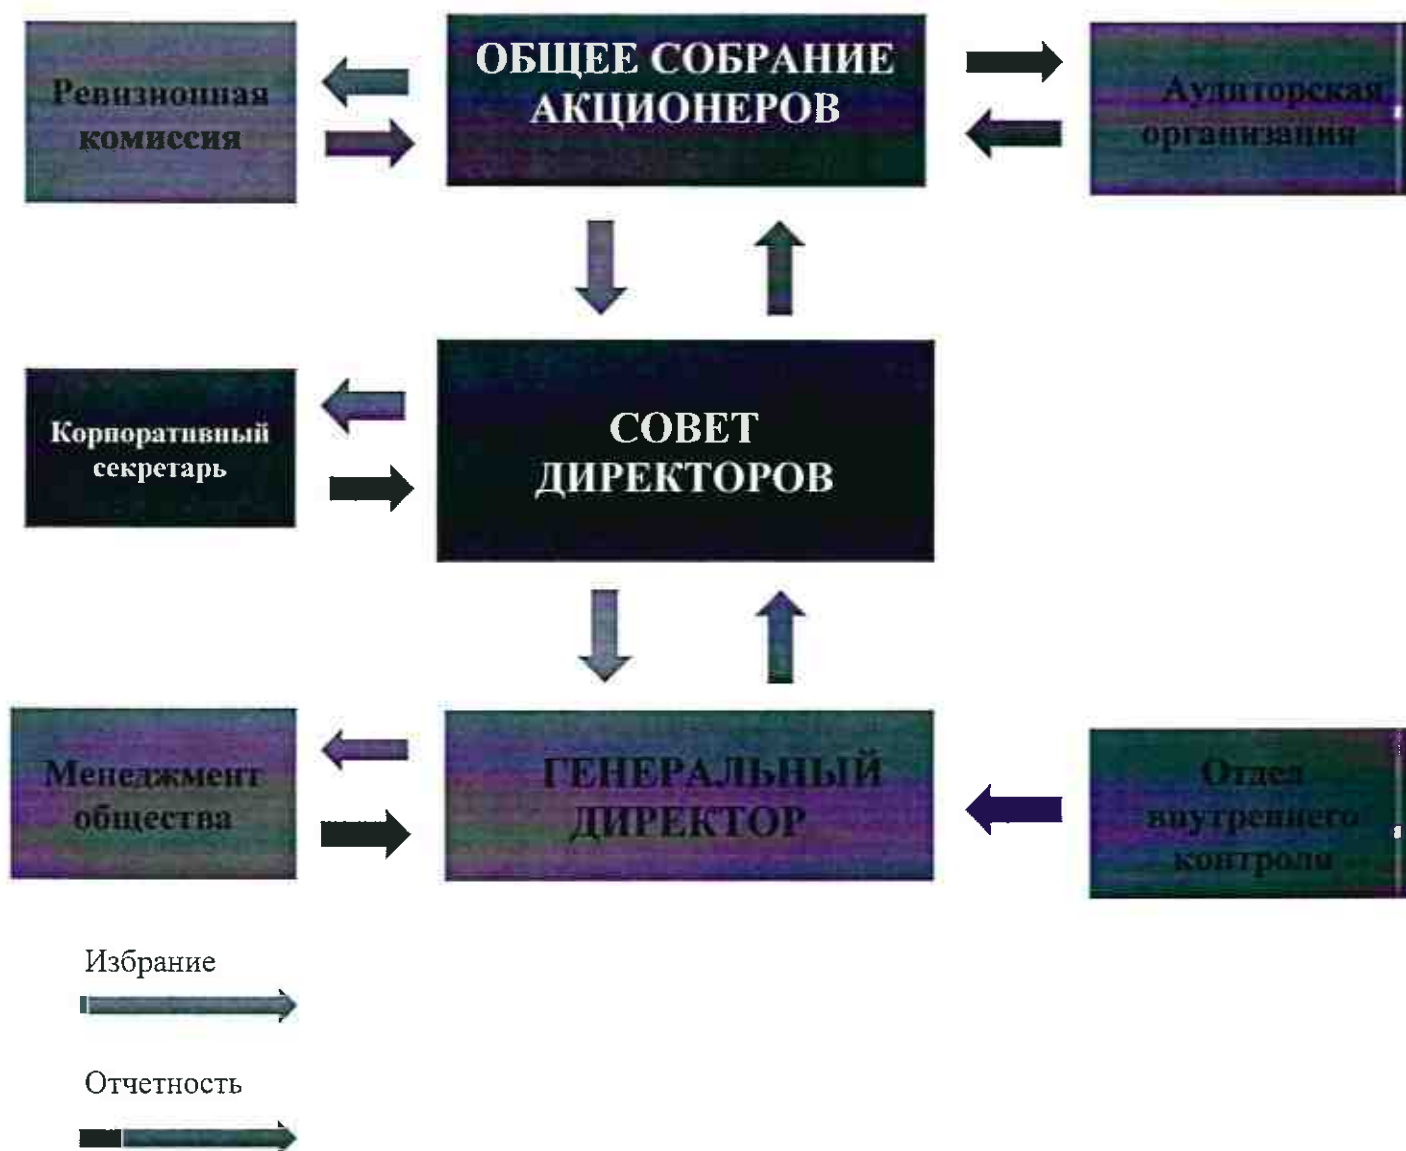 Ревизионная
комиссия
ОБЩЕЕ СОБРАНИЕ
АКЦИОНЕРОВ
Аудиторская
организация
Корпоративный
секретарь
СОВЕТ
ДИРЕКТОРОВ
Менеджмент
общества
ГЕНЕРАЛЬНЫЙ
ДИРЕКТОР
Отдел
внутреннего
контроля
Избрание
Отчетность